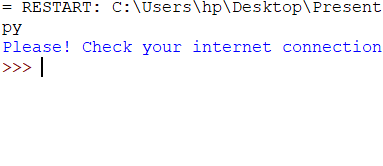 = RESTART: C:\Users\hp\Desktop\Present
py
Please! Check your internet connection
>>>